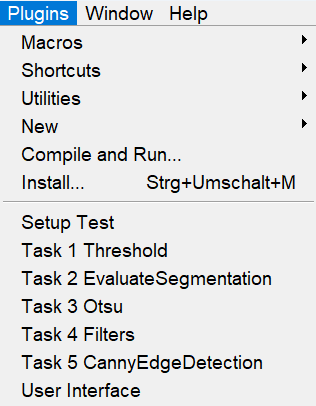 Plugins Window Help
Macros
Shortcuts
Utilities
New
Compile and Run...
Install... Strg+Umschalt+M
Setup Test
Task 1 Threshold
Task 2 EvaluateSegmentation
Task 3 Otsu
Task 4 Filters
Task 5 CannyEdgeDetection
User Interface